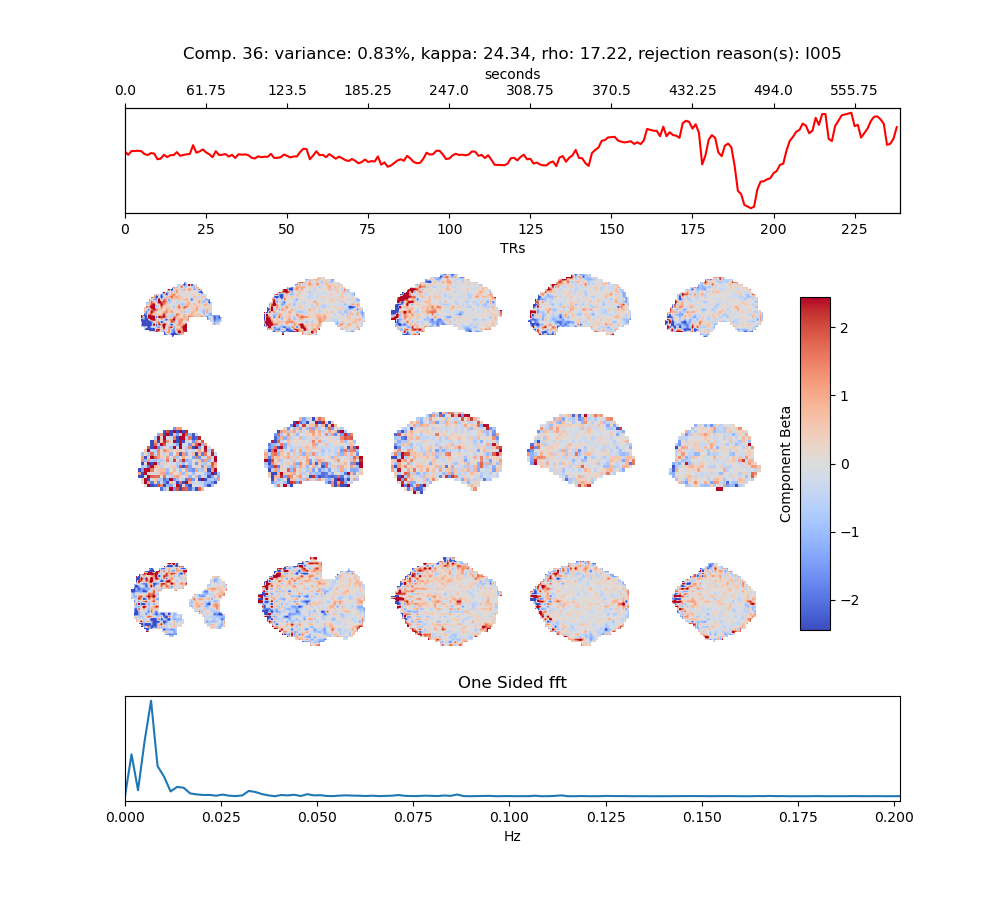 Comp. 36: variance: 0.83%, kappa: 24.34, rho: 17.22, rejection reason(s): I005
seconds
0.0 61.75 123.5 185.25 247.0 308.75 370.5 432.25 494.0 555.75
0 25 50 75 100 125 150 175 200 225
TRs
Component Beta
2
1
0
−1
−2
One Sided fft
0.000 0.025 0.050 0.075 0.100 0.125 0.150 0.175 0.200
Hz